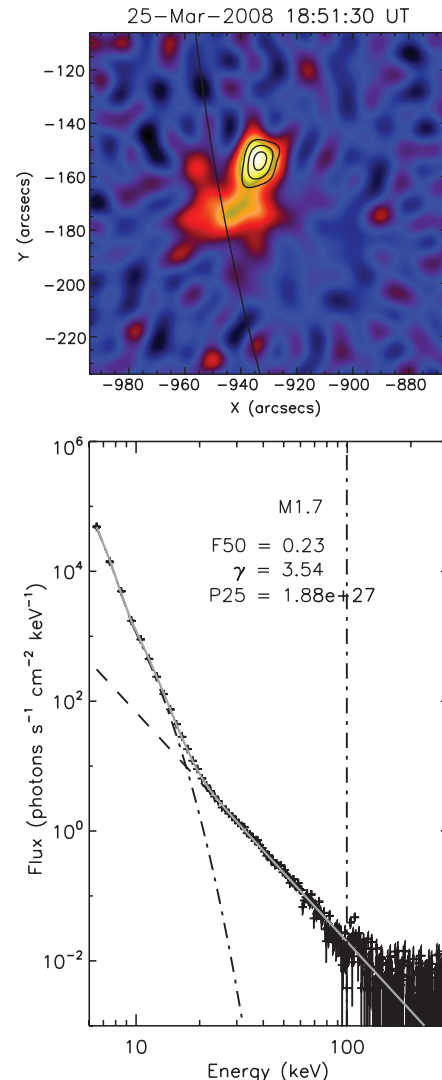 25-Mar-2008 18:51:30 UT
-120
-140
-160
-180
-200
-220
Y (arcsecs)
-980 -960 -940 -920 -900 -880
X (arcsecs)
10^6
10^4
10^2
10^0
10^-2
Flux (photons s^-1 cm^-2 keV^-1)
M1.7
F50 = 0.23
γ = 3.54
P25 = 1.88e+27
10 100
Energy (keV)